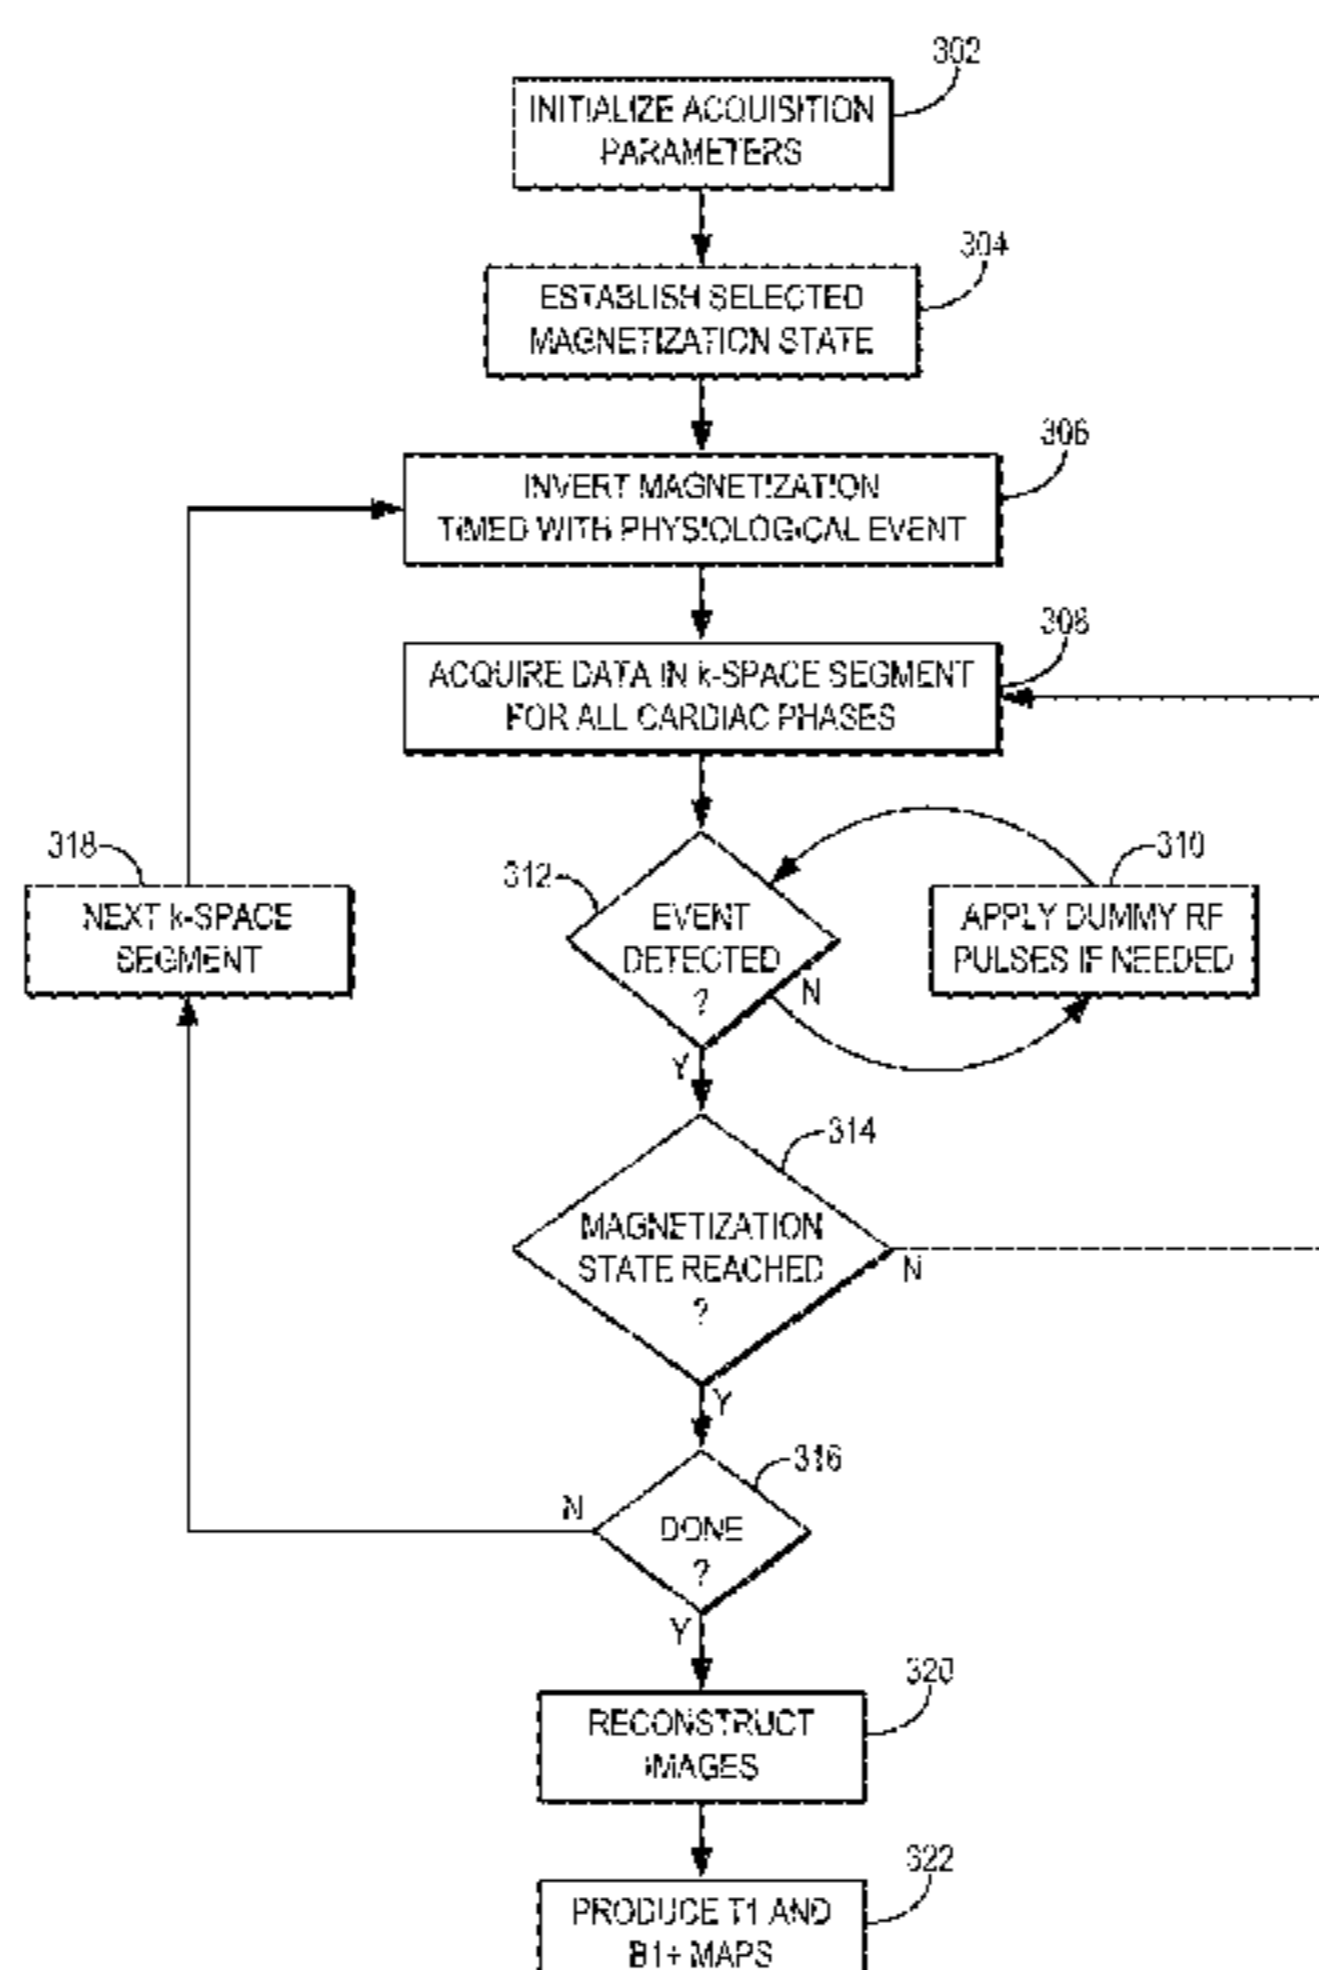 302
INITIALIZE ACQUISITION
PARAMETERS
304
ESTABLISH SELECTED
MAGNETIZATION STATE
306
INVERT MAGNETIZATION
TIMED WITH PHYSIOLOGICAL EVENT
308
ACQUIRE DATA IN k-SPACE SEGMENT
FOR ALL CARDIAC PHASES
318
NEXT k-SPACE
SEGMENT
312
EVENT
DETECTED
?
N
Y
310
APPLY DUMMY RF
PULSES IF NEEDED
314
MAGNETIZATION
STATE REACHED
?
N
Y
316
DONE
?
N
Y
320
RECONSTRUCT
IMAGES
322
PRODUCE T1 AND
B1+ MAPS